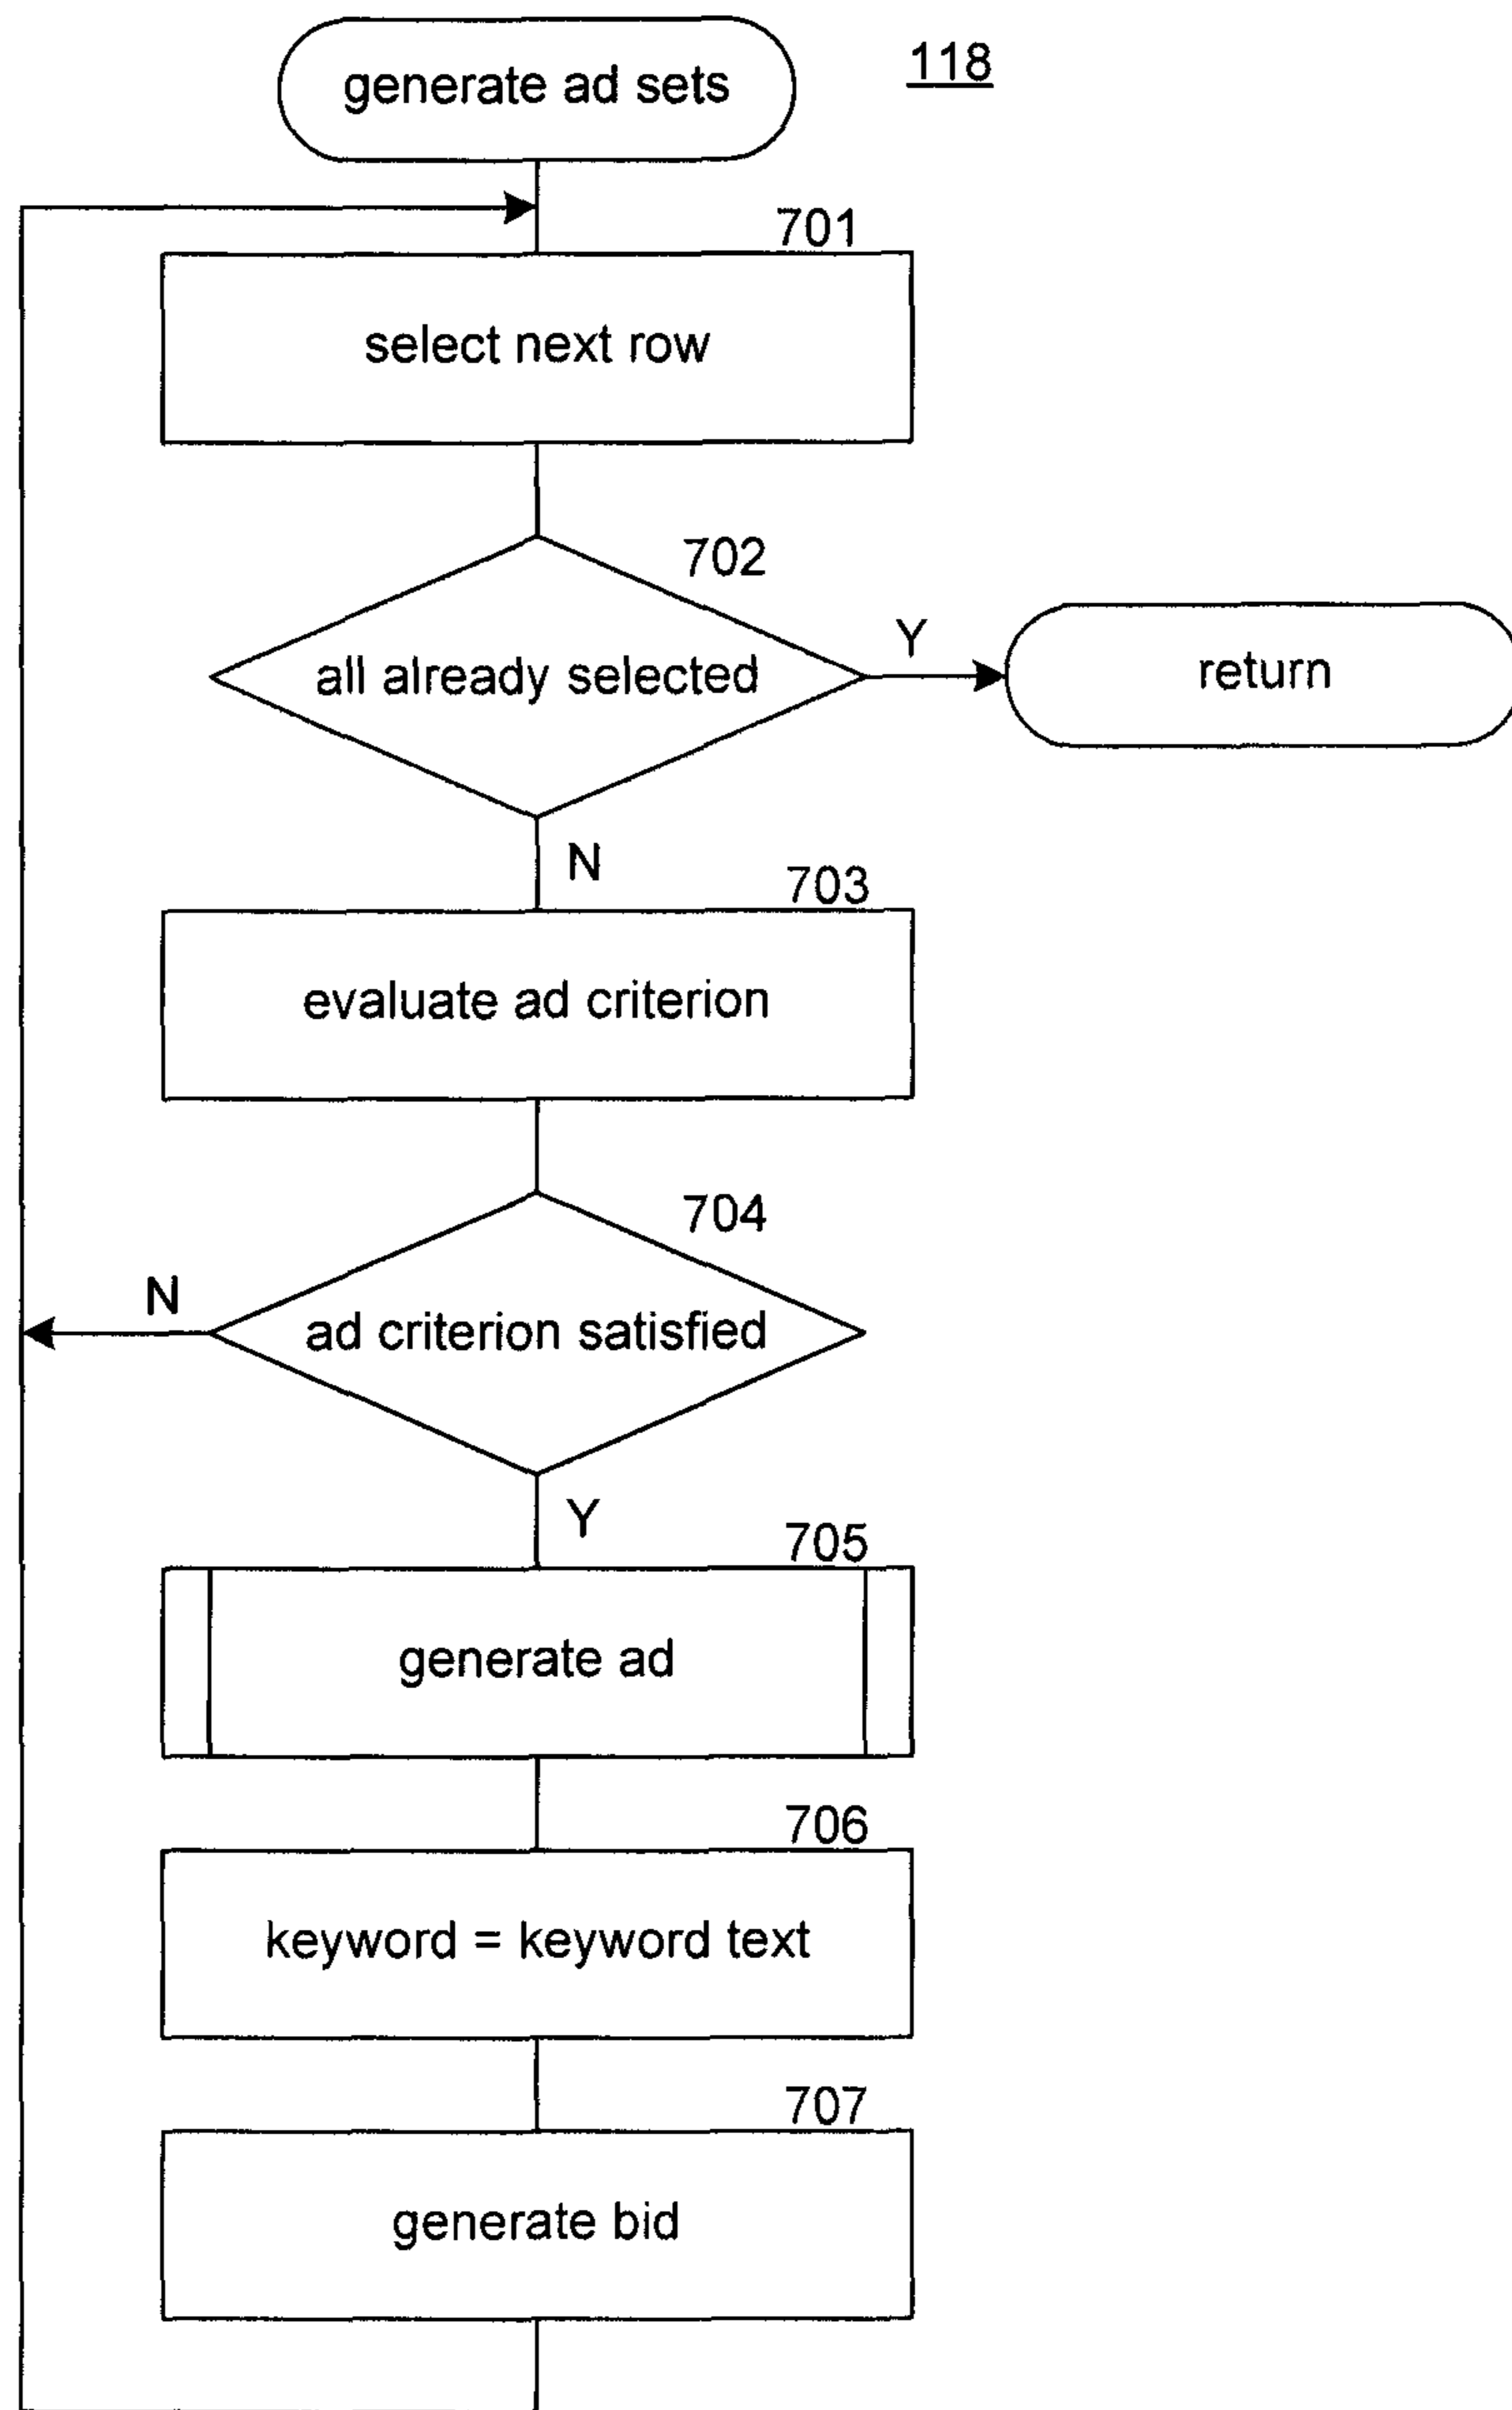 generate ad sets
118
701
select next row
702
all already selected
Y
return
N
703
evaluate ad criterion
704
N
ad criterion satisfied
Y
705
generate ad
706
keyword = keyword text
707
generate bid